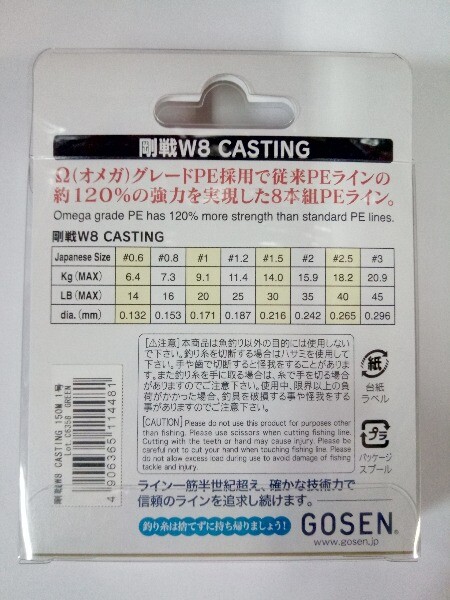 剛戦W8 CASTING
Ω(オメガ)グレードPE採用で従来PEラインの
約120%の強力を実現した8本組PEライン。
Omega grade PE has 120% more strength than standard PE lines.
剛戦W8 CASTING
Japanese Size #0.6 #0.8 #1 #1.2 #1.5 #2 #2.5 #3
Kg (MAX) 6.4 7.3 9.1 11.4 14.0 15.9 18.2 20.9
LB (MAX) 14 16 20 25 30 35 40 45
dia. (mm) 0.132 0.153 0.171 0.187 0.216 0.242 0.265 0.296
[注意] 本商品は魚釣り以外の目的には使用しない
で下さい。釣り糸を切断する場合はハサミを使用して
下さい。手や歯で切断すると怪我をすることがあり
ます。また釣り糸を手に取る場合は、糸で手を切る場合
がありますのでご注意下さい。使用中、限界以上の負
荷がかかった場合、釣具を破損する事や怪我をする
事がありますのでご注意下さい。
[CAUTION] Please do not use this product for purposes other
than fishing. Please use scissors when cutting fishing line.
Cutting with the teeth or hand may cause injury. Please be
careful not to cut your hand when touching fishing line. Please
do not allow excess load during use to avoid damage of fishing
tackle and injury.
紙
台紙
ラベル
プラ
パッケージ
スプール
剛戦W8 CASTING 150M 1号
Lot 05358 GREEN
4 906365 114481
ライン一筋半世紀超え、確かな技術力で
信頼のラインを追求し続けます。
釣り糸は捨てずに持ち帰りましょう!
GOSEN®
www.gosen.jp